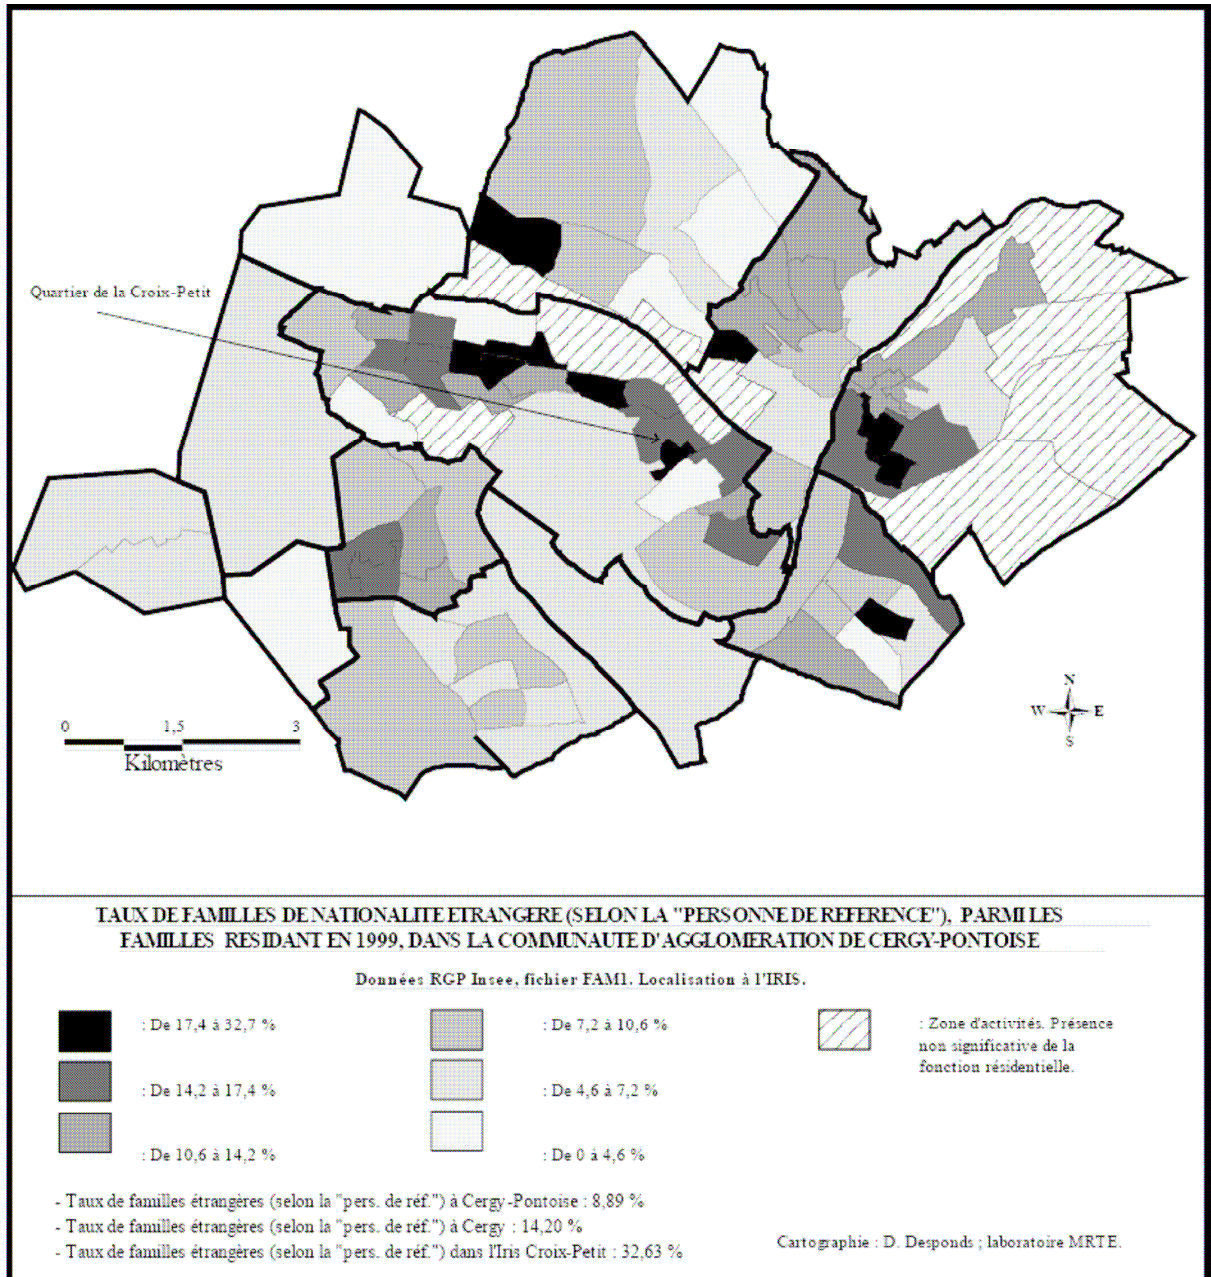 Quartier de la Croix-Petit
N
W E
S
0 1,5 3
Kilomètres
TAUX DE FAMILLES DE NATIONALITE ETRANGERE (SELON LA "PERSONNE DE REFERENCE"), PARMI LES
FAMILLES RESIDANT EN 1999, DANS LA COMMUNAUTE D'AGGLOMERATION DE CERGY-PONTOISE
Données RGP Insee, fichier FAM1. Localisation à l'IRIS.
: De 17,4 à 32,7 %
: De 14,2 à 17,4 %
: De 10,6 à 14,2 %
: De 7,2 à 10,6 %
: De 4,6 à 7,2 %
: De 0 à 4,6 %
: Zone d'activités. Présence
non significative de la
fonction résidentielle.
- Taux de familles étrangères (selon la "pers. de réf.") à Cergy-Pontoise : 8,89 %
- Taux de familles étrangères (selon la "pers. de réf.") à Cergy : 14,20 %
- Taux de familles étrangères (selon la "pers. de réf.") dans l'Iris Croix-Petit : 32,63 %
Cartographie : D. Desponds ; laboratoire MRTE.